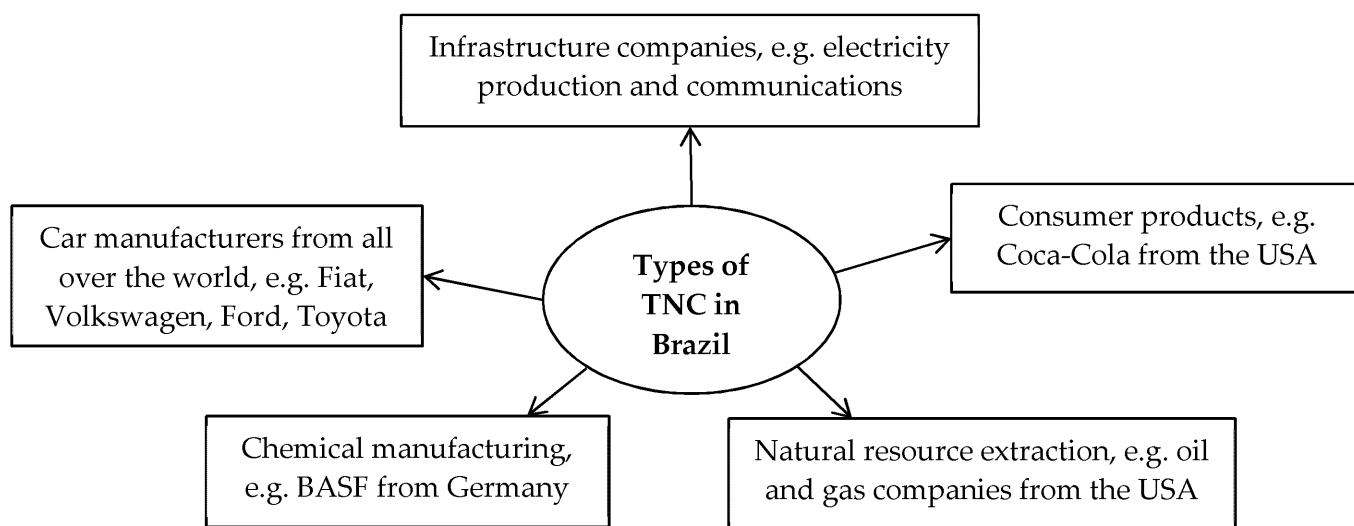 Infrastructure companies, e.g. electricity
production and communications
Car manufacturers from all
over the world, e.g. Fiat,
Volkswagen, Ford, Toyota
Types of
TNC in
Brazil
Consumer products, e.g.
Coca-Cola from the USA
Chemical manufacturing,
e.g. BASF from Germany
Natural resource extraction, e.g. oil
and gas companies from the USA